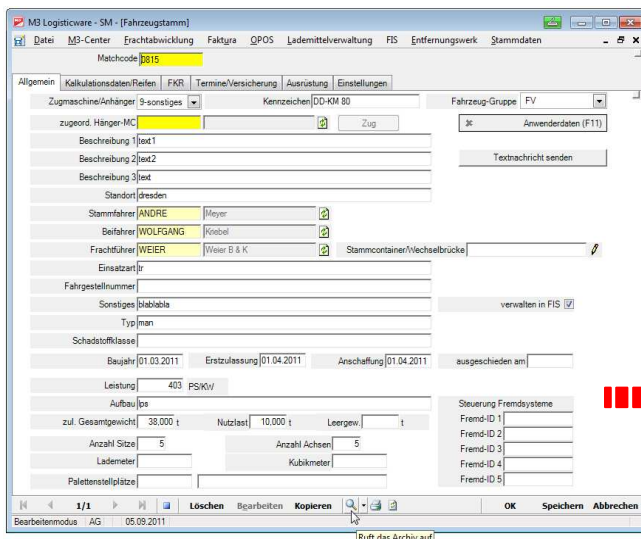 M3 Logisticware - SM - [Fahrzeugstamm]
Datei M3-Center Frachtabwicklung Faktura OPOS Lademittelverwaltung FIS Entfernungswerk Stammdaten
Matchcode 0815
Allgemein Kalkulationsdaten/Reifen FKR Termine/Versicherung Ausrüstung Einstellungen
Zugmaschine/Anhänger 9-sonstiges Kennzeichen DD-KM 80 Fahrzeug-Gruppe FV
zugeord. Hänger-MC Zug Anwenderdaten (F11)
Beschreibung 1 text1
Beschreibung 2 text2 Textnachricht senden
Beschreibung 3 text
Standort dresden
Stammfahrer ANDRE Meyer
Beifahrer WOLFGANG Knebel
Frachtführer WEIER Weier B & K Stammcontainer/Wechselbrücke
Einsatzart tr
Fahrgestellnummer
Sonstiges blablabla verwalten in FIS
Typ man
Schadstoffklasse
Baujahr 01.03.2011 Erstzulassung 01.04.2011 Anschaffung 01.04.2011 ausgeschieden am
Leistung 403 PS/KW
Aufbau lps Steuerung Fremdsysteme
zul. Gesamtgewicht 38,000 t Nutzlast 10,000 t Leergew. t Fremd-ID 1
Fremd-ID 2
Anzahl Sitze 5 Anzahl Achsen 5 Fremd-ID 3
Lademeter Kubikmeter Fremd-ID 4
Palettenstellplätze Fremd-ID 5
1/1 Löschen Bearbeiten Kopieren OK Speichern Abbrechen
Bearbeitenmodus AG 05.09.2011
Ruft das Archiv auf